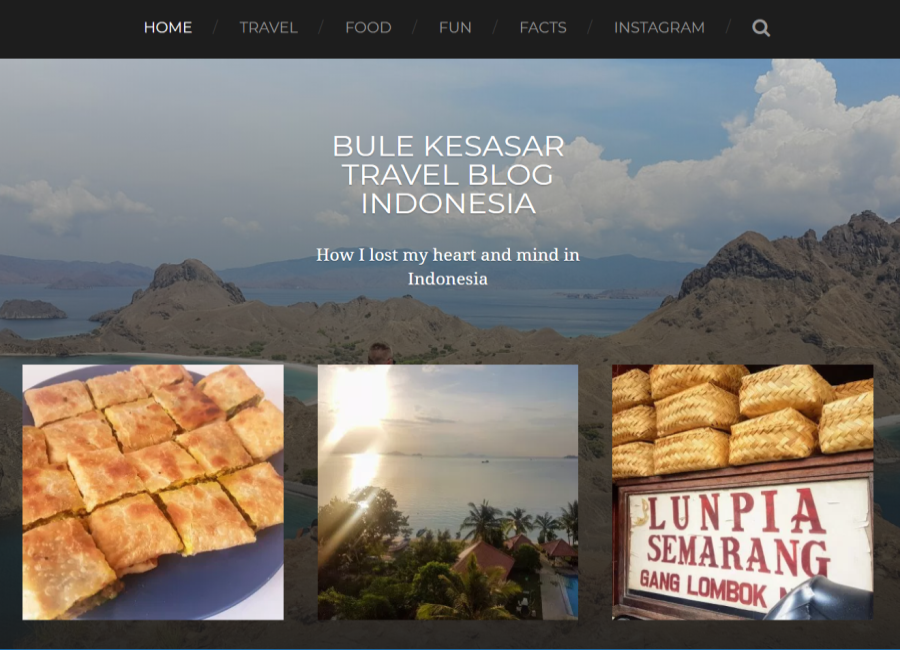 HOME / TRAVEL / FOOD / FUN / FACTS / INSTAGRAM /
BULE KESASAR
TRAVEL BLOG
INDONESIA
How I lost my heart and mind in
Indonesia
LUNPIA
SEMARANG
GANG LOMBOK